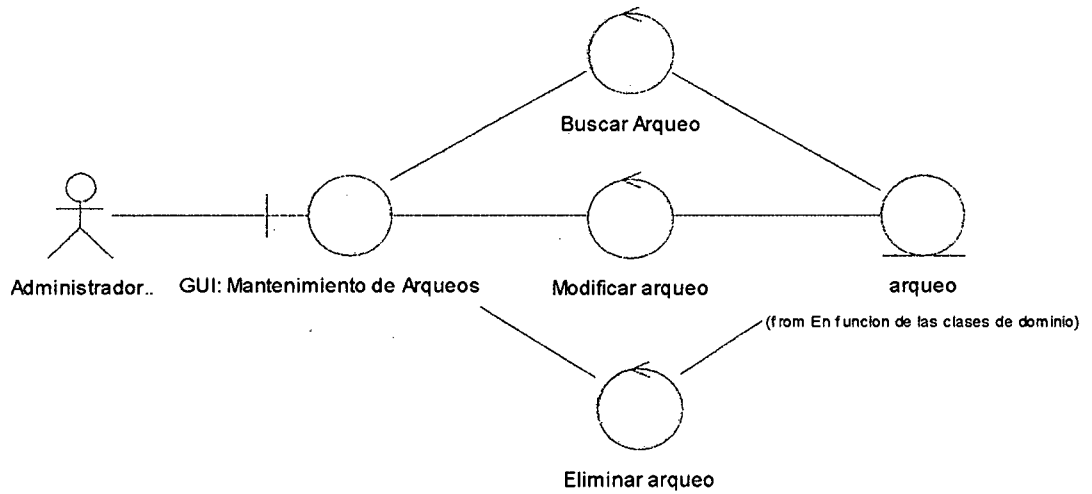 Buscar Arqueo
Administrador..
GUI: Mantenimiento de Arqueos
Modificar arqueo
arqueo
(from En funcion de las clases de dominio)
Eliminar arqueo